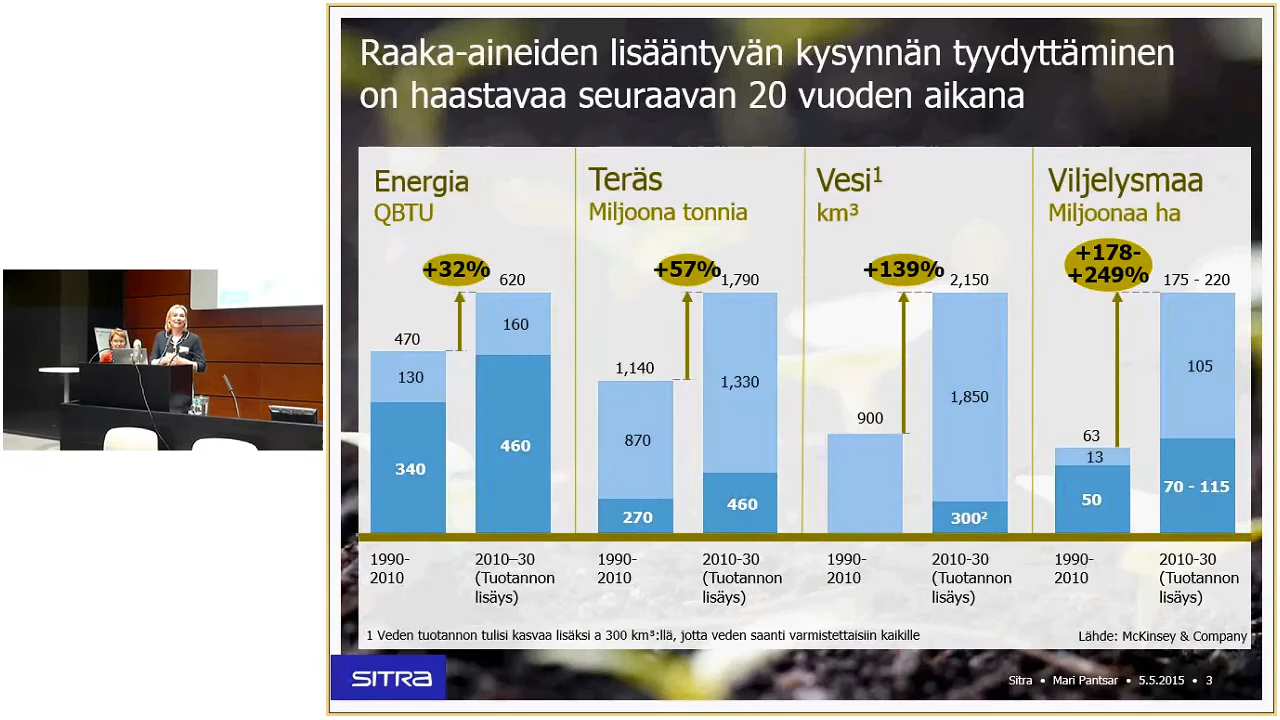 Raaka-aineiden lisääntyvän kysynnän tyydyttäminen
on haastavaa seuraavan 20 vuoden aikana
Energia
QBTU
+32%
620
470
160
130
460
340
1990-
2010
2010–30
(Tuotannon
lisäys)
Teräs
Miljoona tonnia
+57%
1,790
1,140
1,330
870
460
270
1990-
2010
2010-30
(Tuotannon
lisäys)
Vesi¹
km³
+139%
2,150
900
1,850
300²
1990-
2010
2010-30
(Tuotannon
lisäys)
Viljelysmaa
Miljoonaa ha
+178-
+249%
175 - 220
63
105
13
70 - 115
50
1990-
2010
2010-30
(Tuotannon
lisäys)
1 Veden tuotannon tulisi kasvaa lisäksi a 300 km³:llä, jotta veden saanti varmistettaisiin kaikille
Lähde: McKinsey & Company
SITRA
Sitra • Mari Pantsar • 5.5.2015 • 3